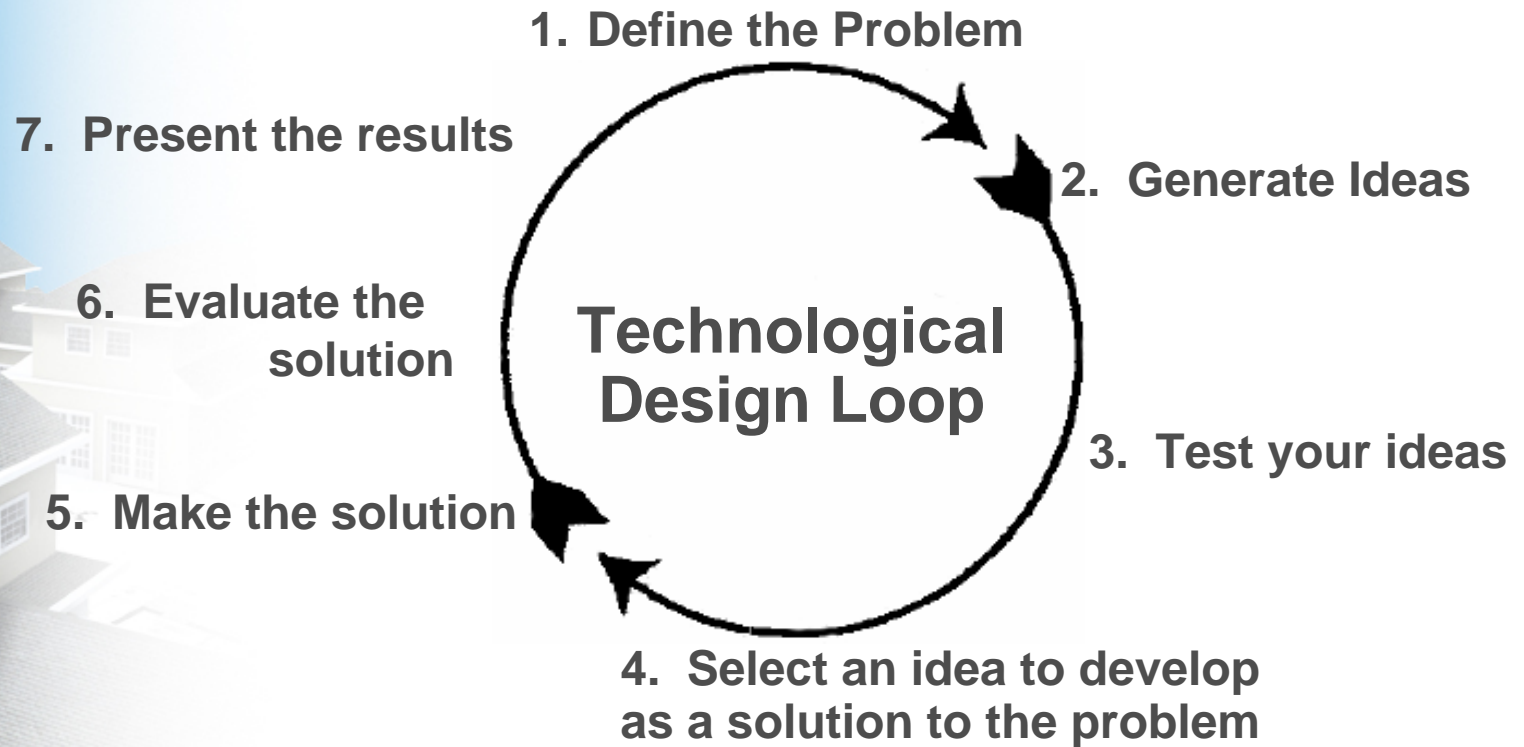 1. Define the Problem
2. Generate Ideas
3. Test your ideas
4. Select an idea to develop
as a solution to the problem
5. Make the solution
6. Evaluate the
solution
7. Present the results
Technological
Design Loop